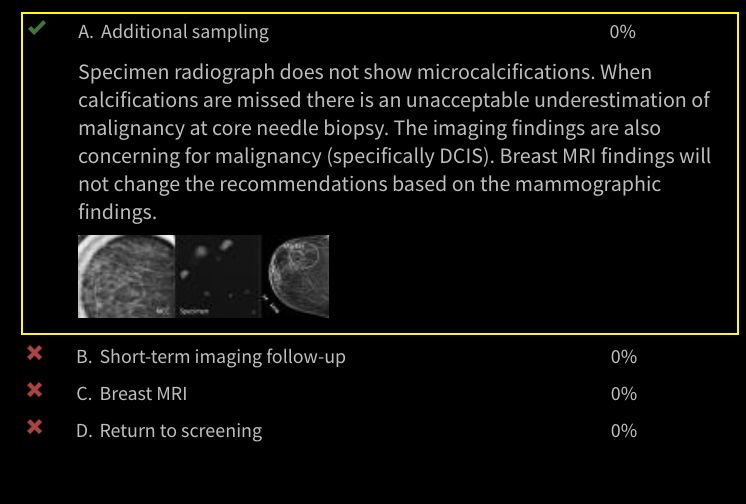 A. Additional sampling 0%
Specimen radiograph does not show microcalcifications. When
calcifications are missed there is an unacceptable underestimation of
malignancy at core needle biopsy. The imaging findings are also
concerning for malignancy (specifically DCIS). Breast MRI findings will
not change the recommendations based on the mammographic
findings.
Specimen
B. Short-term imaging follow-up 0%
C. Breast MRI 0%
D. Return to screening 0%